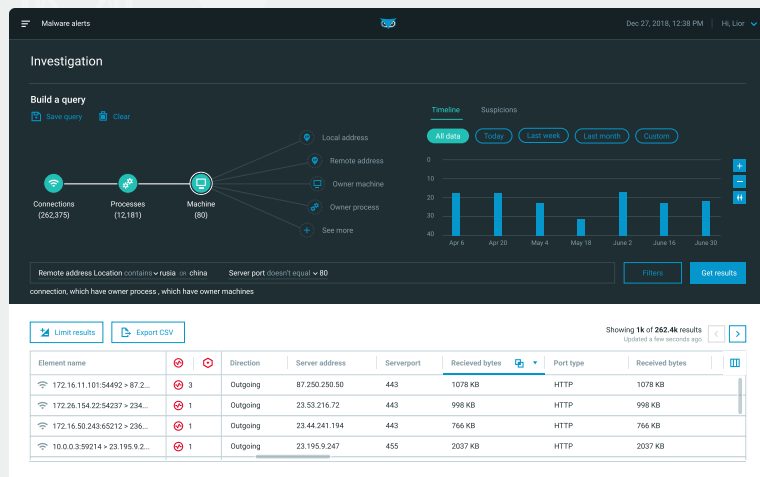 Malware alerts
Dec 27, 2018, 12:38 PM | Hi, Lior
Investigation
Build a query
Save query
Clear
Connections
(262,375)
Processes
(12,181)
Machine
(80)
Local address
Remote address
Owner machine
Owner process
See more
Timeline
Suspicions
All data
Today
Last week
Last month
Custom
0
10
20
30
40
Apr 6
Apr 20
May 4
May 18
June 2
June 16
June 30
Remote address Location contains rusia on china
Server port doesn't equal 80
Filters
Get results
connection, which have owner process , which have owner machines
Limit results
Export CSV
Showing 1k of 262.4k results
Updated a few seconds ago
Element name Direction Server address Serverport Recieved bytes Port type Received bytes
172.16.11.101:54492 > 87.2... 3 Outgoing 87.250.250.50 443 1078 KB HTTP 1078 KB
172.26.154.22:54237 > 234... 1 Outgoing 23.53.216.72 443 998 KB HTTP 998 KB
172.16.50.243:65212 > 236... 1 Outgoing 23.44.241.194 443 766 KB HTTP 766 KB
10.0.0.3:59214 > 23.195.9.2... 1 Outgoing 23.195.9.247 455 2037 KB HTTP 2037 KB